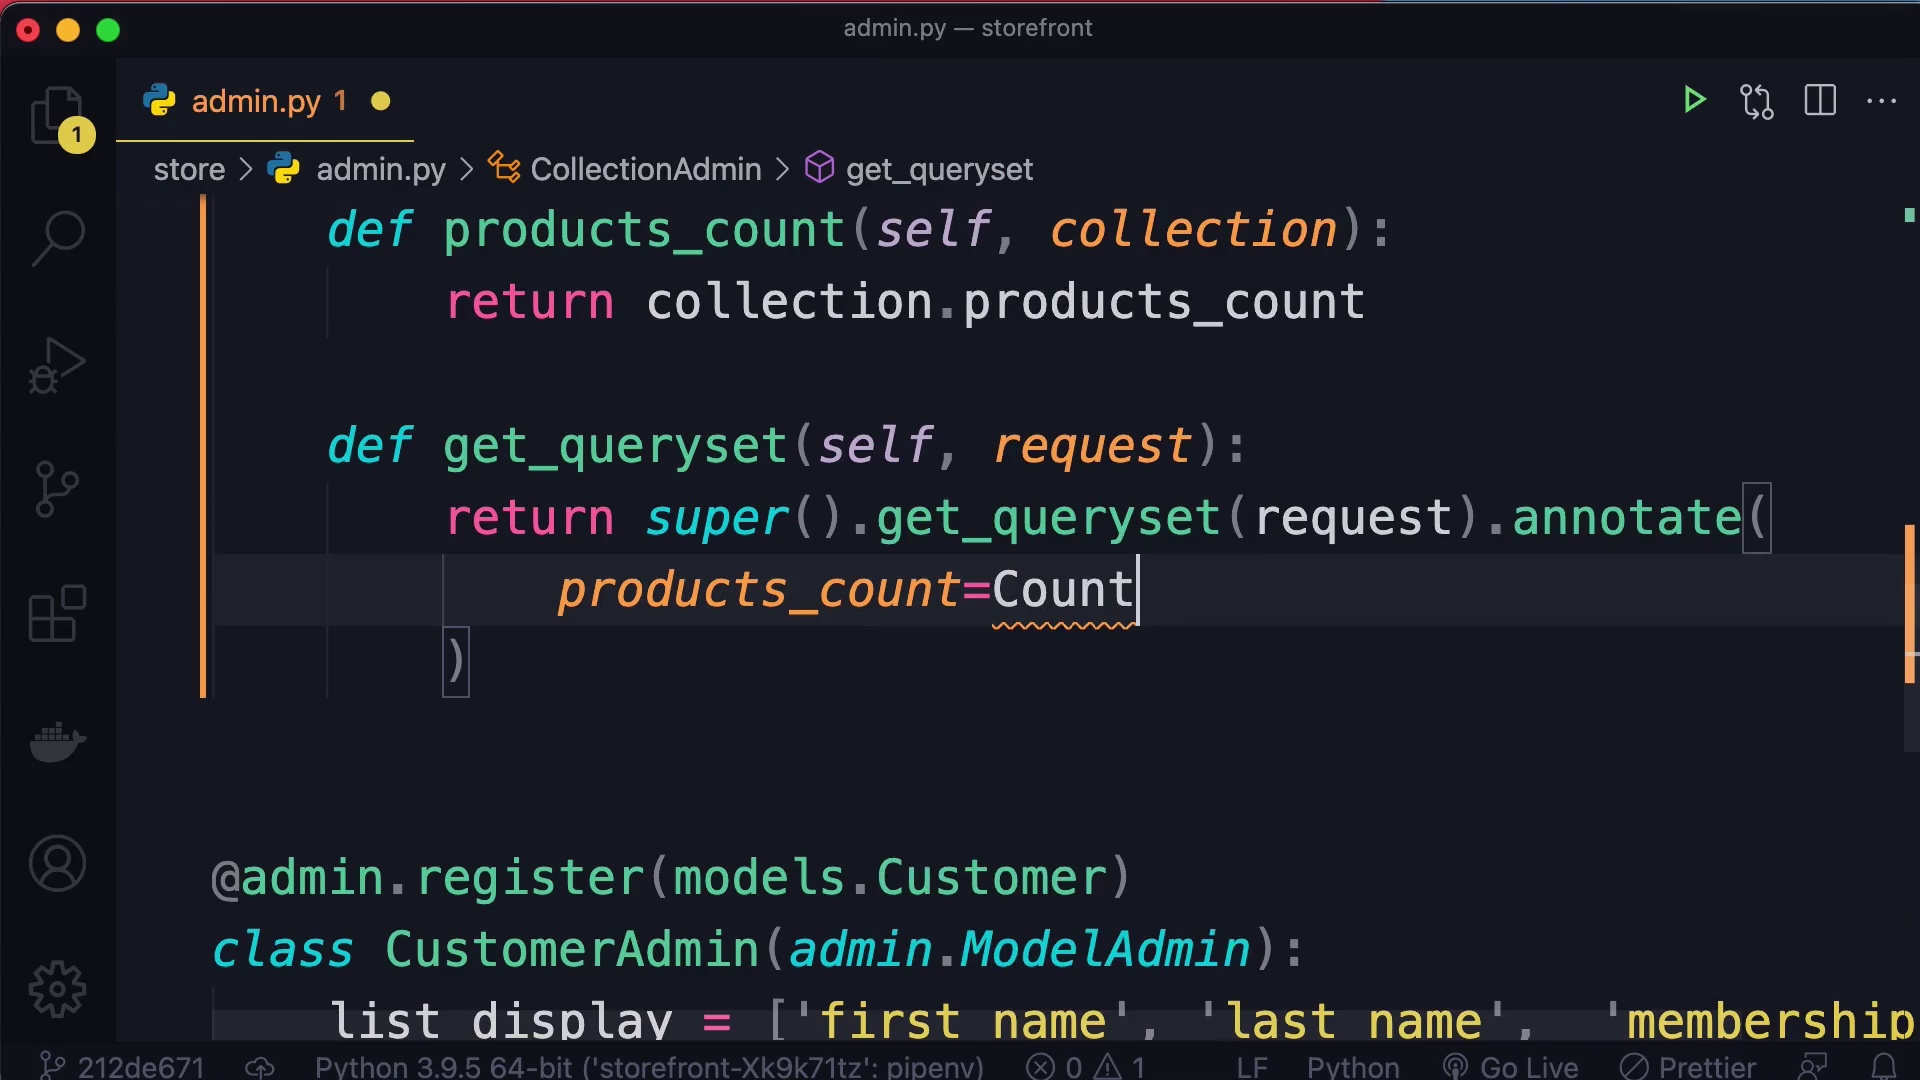 admin.py — storefront
admin.py 1
1
store > admin.py > CollectionAdmin > get_queryset
def products_count(self, collection):
return collection.products_count
def get_queryset(self, request):
return super().get_queryset(request).annotate(
products_count=Count
)
@admin.register(models.Customer)
class CustomerAdmin(admin.ModelAdmin):
list_display = ['first_name', 'last_name', 'membership
212de671 Python 3.9.5 64-bit ('storefront-Xk9k71tz': pipenv) 0 1 LF Python Go Live Prettier